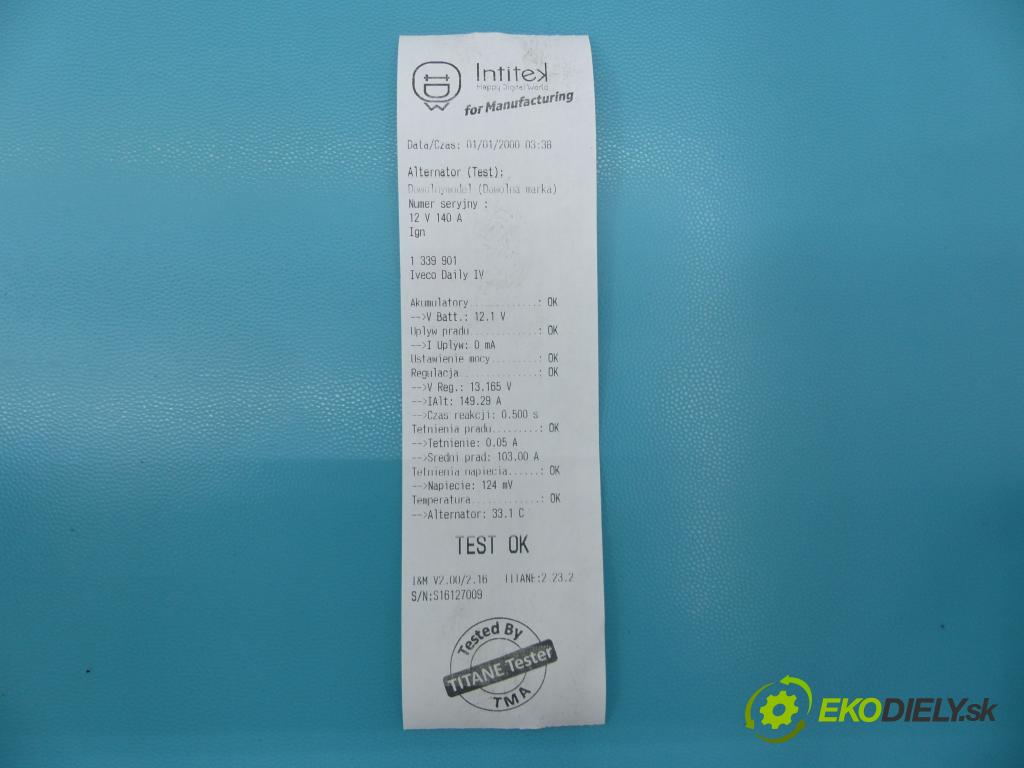 Intitek
Happy Digital World
for Manufacturing
Data/Czas: 01/01/2000 03:38
Alternator (Test):
Dowolnymodel (Dowolna marka)
Numer seryjny :
12 V 140 A
Ign
1 339 901
Iveco Daily IV
Akumulatory...........: OK
-->V Batt.: 12.1 V
Uplyw pradu...........: OK
-->I Uplyw: 0 mA
Ustawienie mocy........: OK
Regulacja.............: OK
-->V Reg.: 13.165 V
-->IAlt: 149.29 A
-->Czas reakcji: 0.500 s
Tetnienia pradu........: OK
-->Tetnienie: 0.05 A
-->Sredni prad: 103.00 A
Tetnienia napiecia.....: OK
-->Napiecie: 124 mV
Temperatura............: OK
-->Alternator: 33.1 C
TEST OK
I&M V2.00/2.16 TITANE:2.23.2
S/N:S16127009
Tested By
TITANE Tester
TMA
EKODIELY.sk